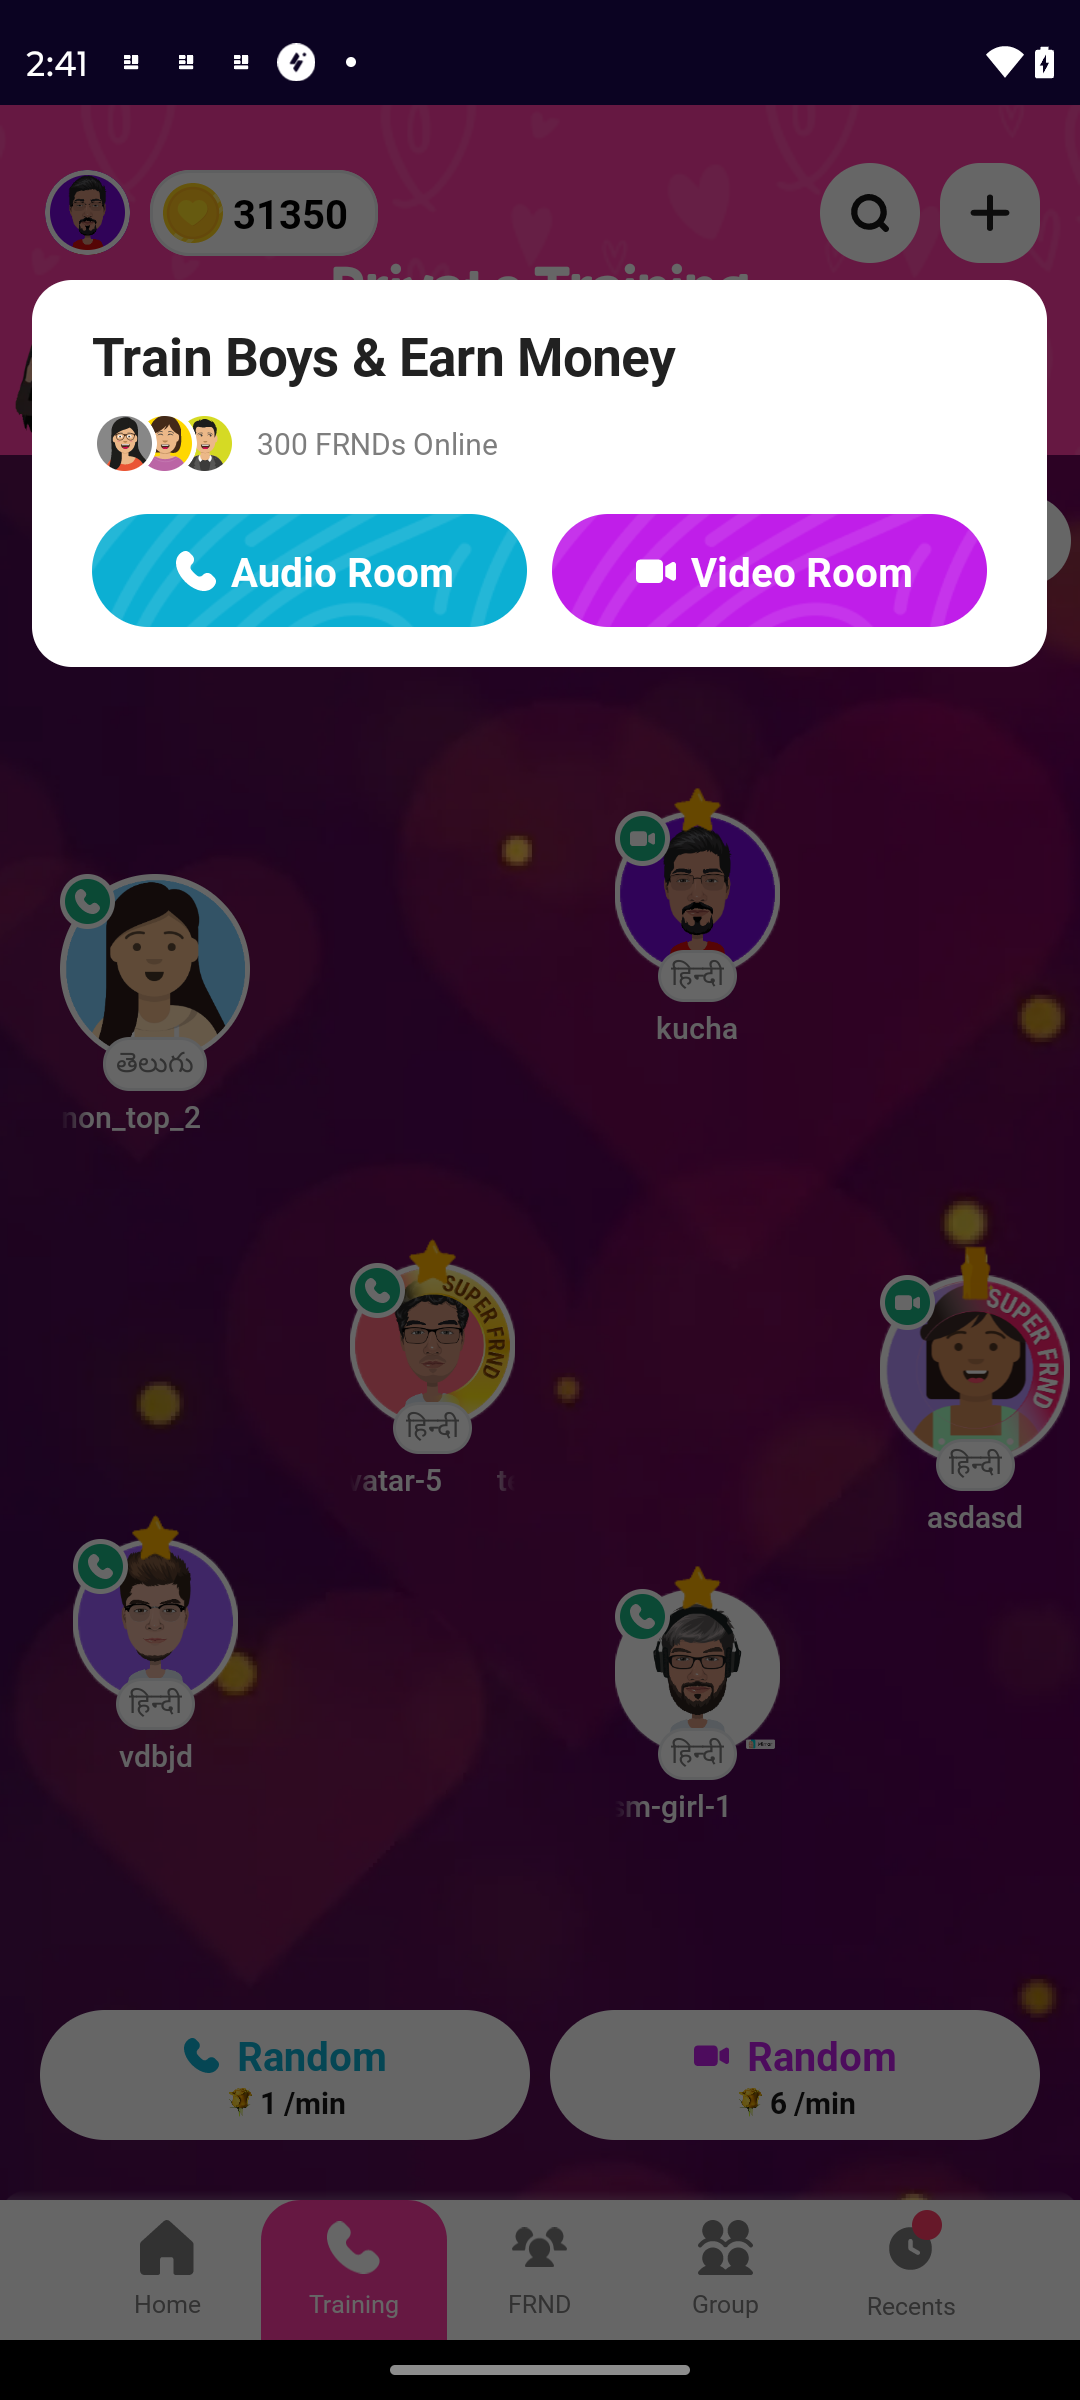 2:41
31350
Private Training
Train Boys & Earn Money
300 FRNDs Online
Audio Room
Video Room
हिन्दी
kucha
తెలుగు
non_top_2
SUPER FRND
हिन्दी
vatar-5
SUPER FRND
हिन्दी
asdasd
हिन्दी
vdbjd
हिन्दी
sm-girl-1
Random
1 /min
Random
6 /min
Home
Training
FRND
Group
Recents